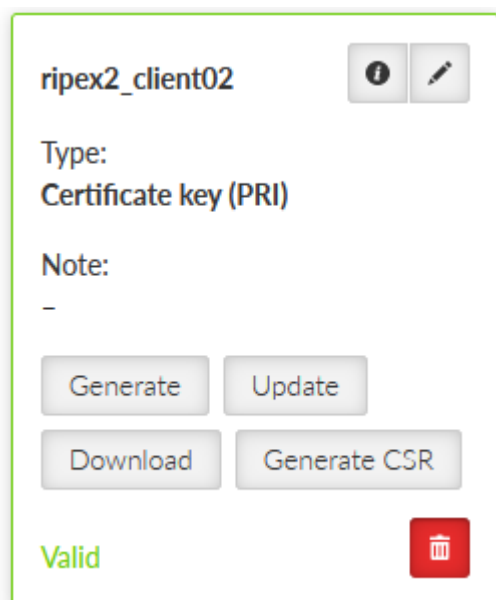 ripex2_client02
Type:
Certificate key (PRI)
Note:
–
Generate Update
Download Generate CSR
Valid